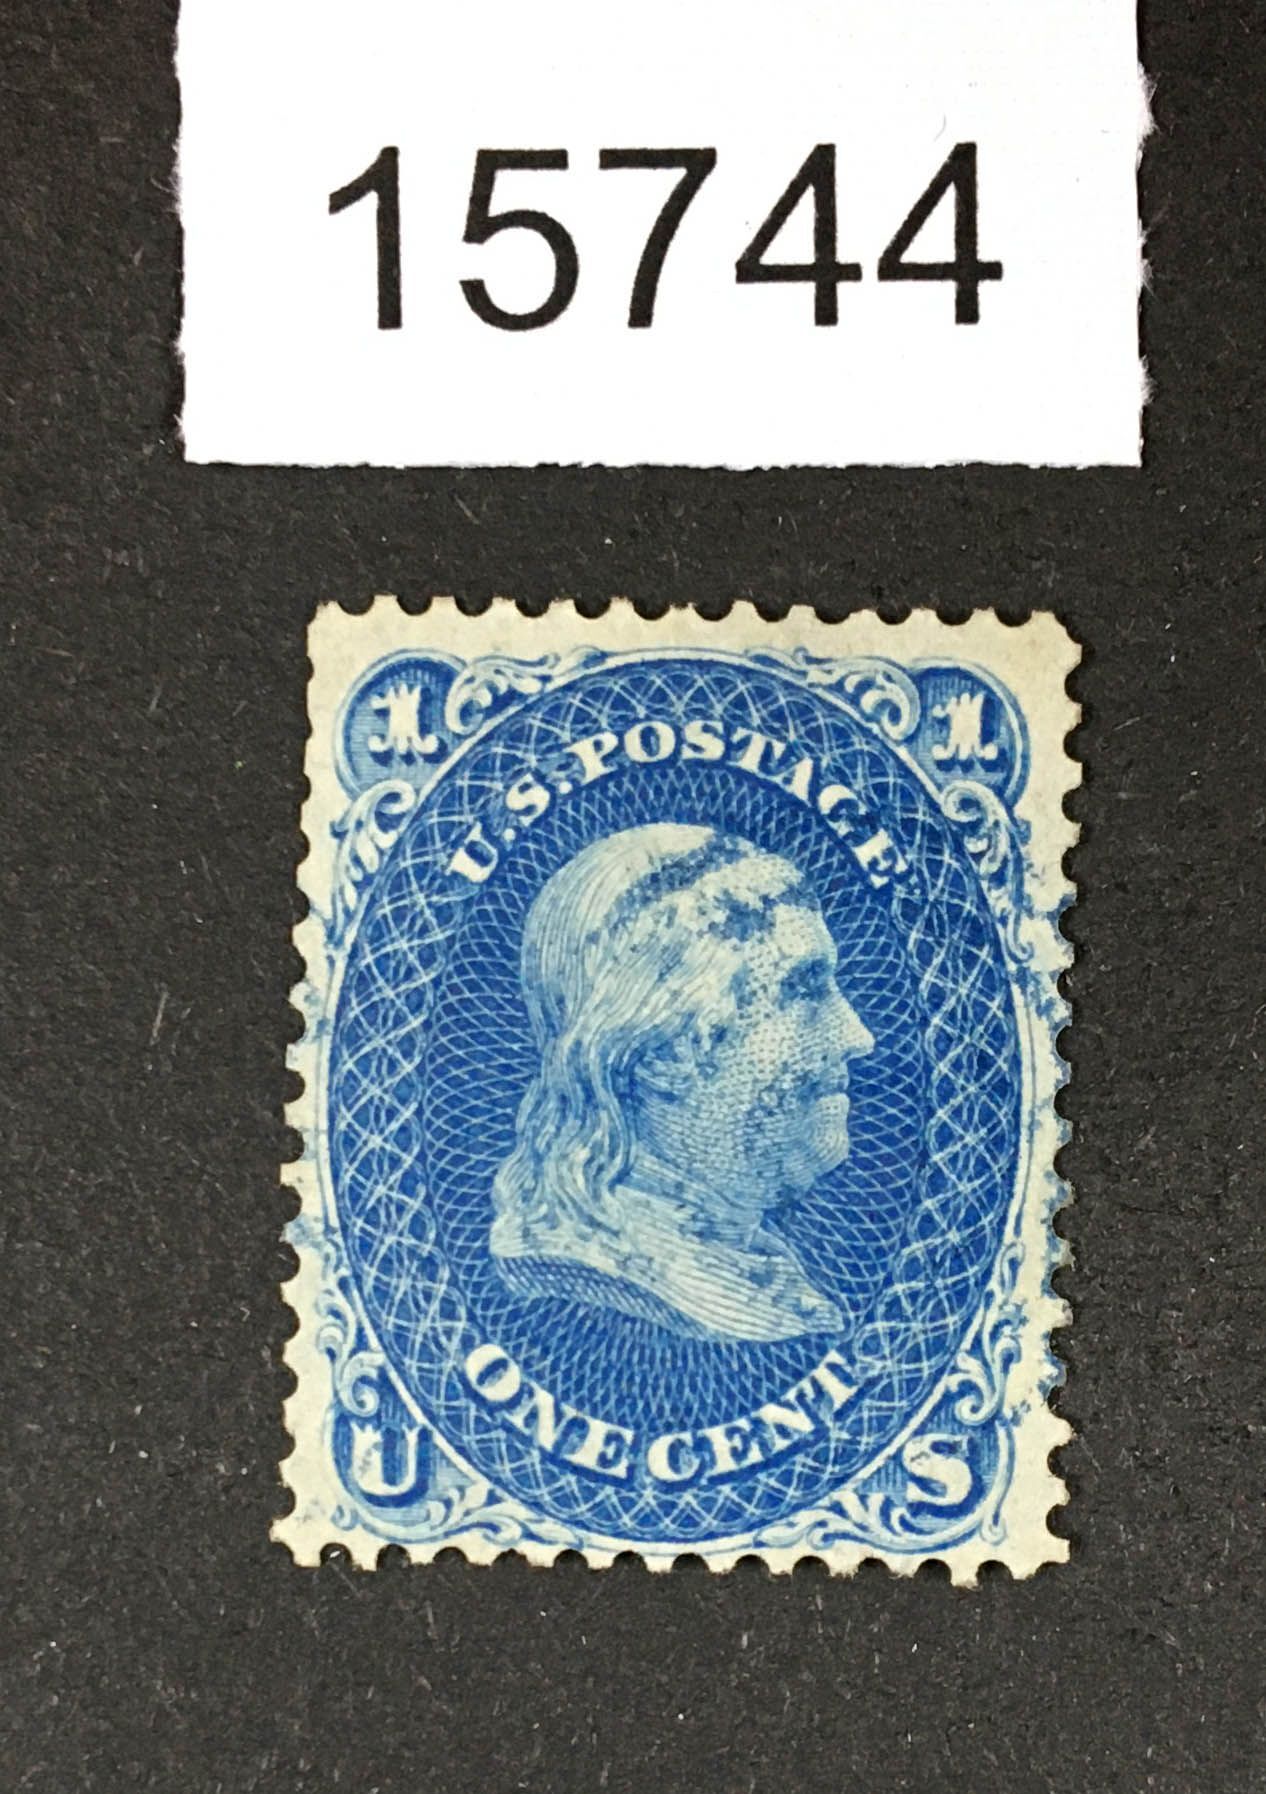 15744
1 1
U.S. POSTAGE
ONE CENT
U S